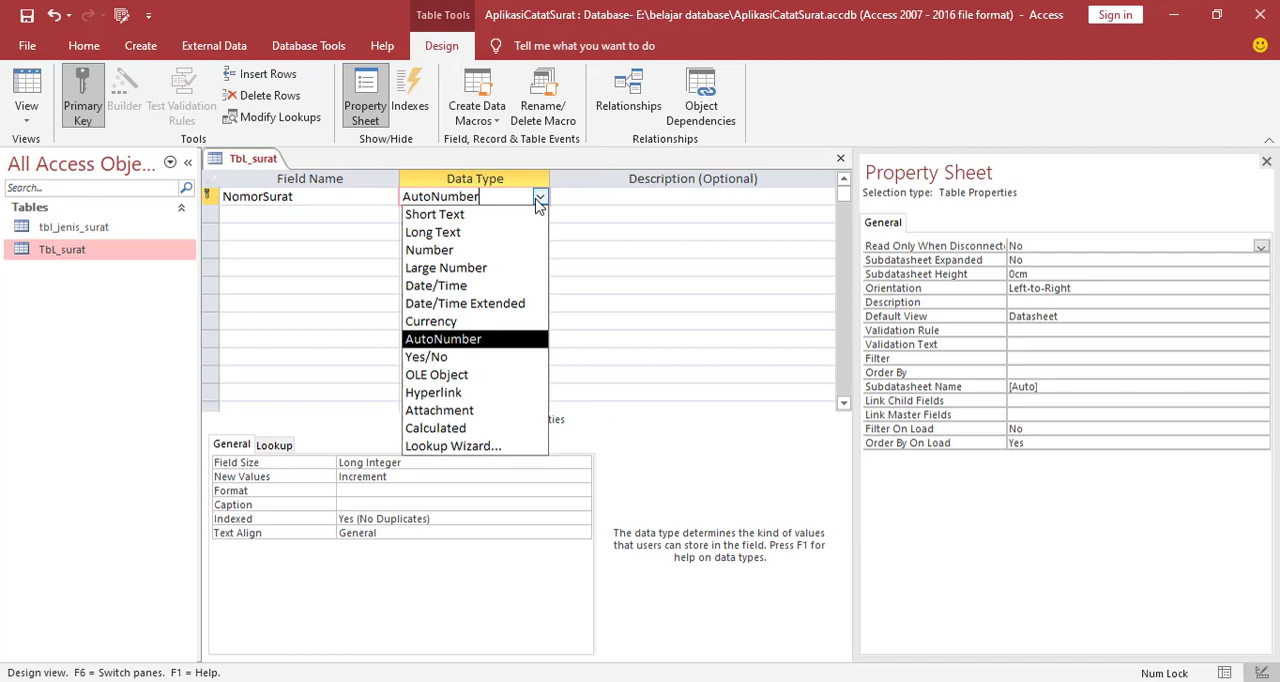 Table Tools
AplikasiCatatSurat : Database- E:\belajar database\AplikasiCatatSurat.accdb (Access 2007 - 2016 file format) - Access
Sign in
File
Home
Create
External Data
Database Tools
Help
Design
Tell me what you want to do
View
Primary Key
Builder
Test Validation Rules
Insert Rows
Delete Rows
Modify Lookups
Property Sheet
Indexes
Create Data Macros
Rename/ Delete Macro
Relationships
Object Dependencies
Views
Tools
Show/Hide
Field, Record & Table Events
Relationships
All Access Obje...
Search...
Tables
tbl_jenis_surat
TbL_surat
TbL_surat
Field Name
Data Type
Description (Optional)
NomorSurat
AutoNumber
Short Text
Long Text
Number
Large Number
Date/Time
Date/Time Extended
Currency
AutoNumber
Yes/No
OLE Object
Hyperlink
Attachment
Calculated
Lookup Wizard...
ties
General
Lookup
Field Size
Long Integer
New Values
Increment
Format
Caption
Indexed
Yes (No Duplicates)
Text Align
General
The data type determines the kind of values
that users can store in the field. Press F1 for
help on data types.
Property Sheet
Selection type: Table Properties
General
Read Only When Disconnect
No
Subdatasheet Expanded
No
Subdatasheet Height
0cm
Orientation
Left-to-Right
Description
Default View
Datasheet
Validation Rule
Validation Text
Filter
Order By
Subdatasheet Name
[Auto]
Link Child Fields
Link Master Fields
Filter On Load
No
Order By On Load
Yes
Design view. F6 = Switch panes. F1 = Help.
Num Lock